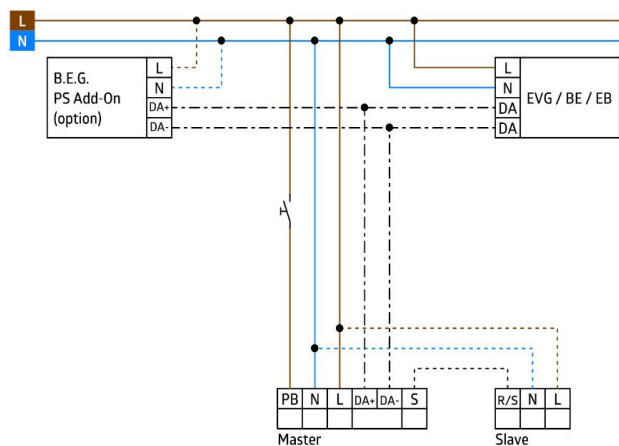 L
N
B.E.G.
PS Add-On
(option)
L
N
DA+
DA-
L
N
DA
DA
EVG / BE / EB
PB N L DA+ DA- S
R/S N L
Master
Slave